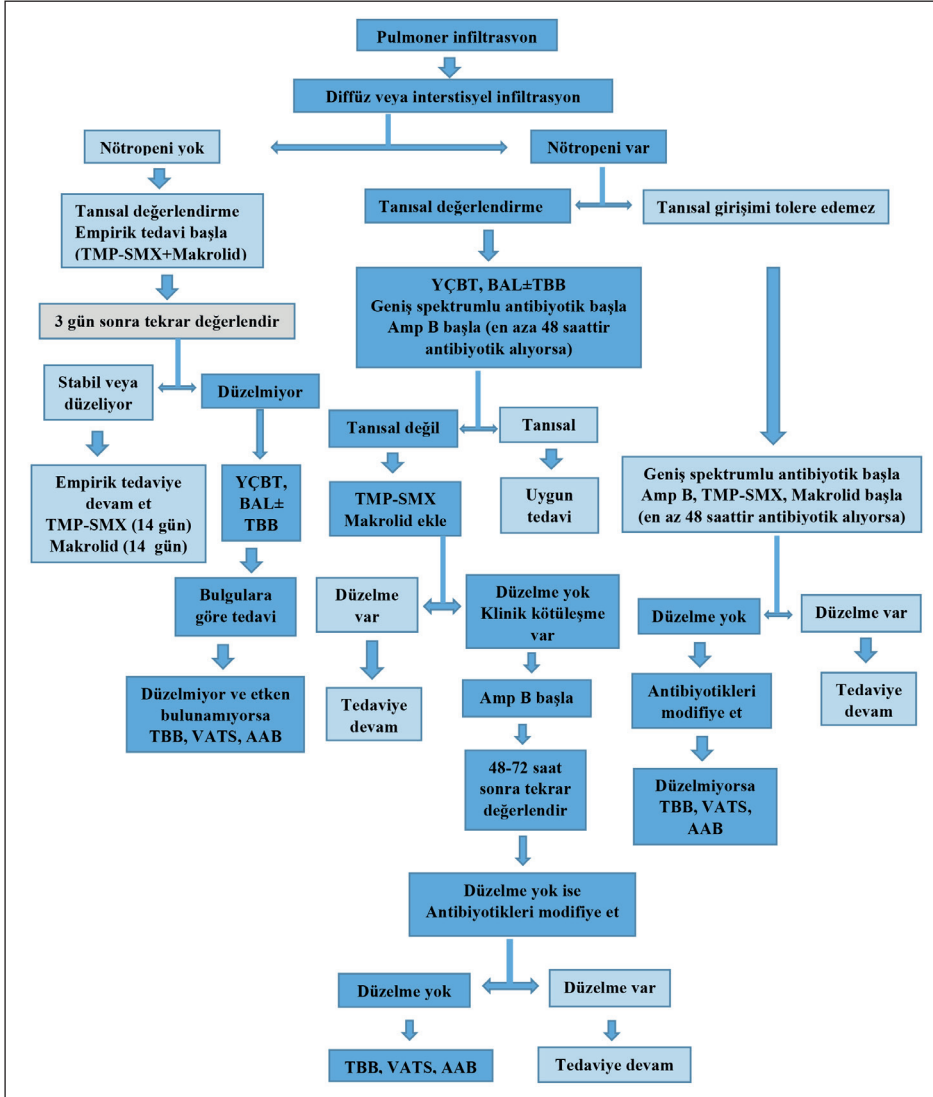 Pulmoner infiltrasyon
Diffüz veya interstisyel infiltrasyon
Nötropeni yok
Nötropeni var
Tanısal değerlendirme
Empirik tedavi başla
(TMP-SMX+Makrolid)
Tanısal değerlendirme
Tanısal girişimi tolere edemez
3 gün sonra tekrar değerlendir
YÇBT, BAL±TBB
Geniş spektrumlu antibiyotik başla
Amp B başla (en aza 48 saattir
antibiyotik alıyorsa)
Stabil veya
düzeliyor
Düzelmiyor
Tanısal değil
Tanısal
Empirik tedaviye
devam et
TMP-SMX (14 gün)
Makrolid (14 gün)
YÇBT,
BAL±
TBB
TMP-SMX
Makrolid ekle
Uygun
tedavi
Geniş spektrumlu antibiyotik başla
Amp B, TMP-SMX, Makrolid başla
(en az 48 saattir antibiyotik alıyorsa)
Bulgulara
göre tedavi
Düzelme
var
Düzelme yok
Klinik kötüleşme
var
Düzelme yok
Düzelme var
Düzelmiyor ve etken
bulunamıyorsa
TBB, VATS, AAB
Tedaviye
devam
Amp B başla
Antibiyotikleri
modifiye et
Tedaviye
devam
48-72 saat
sonra tekrar
değerlendir
Düzelmiyorsa
TBB, VATS,
AAB
Düzelme yok ise
Antibiyotikleri modifiye et
Düzelme yok
Düzelme var
TBB, VATS, AAB
Tedaviye devam